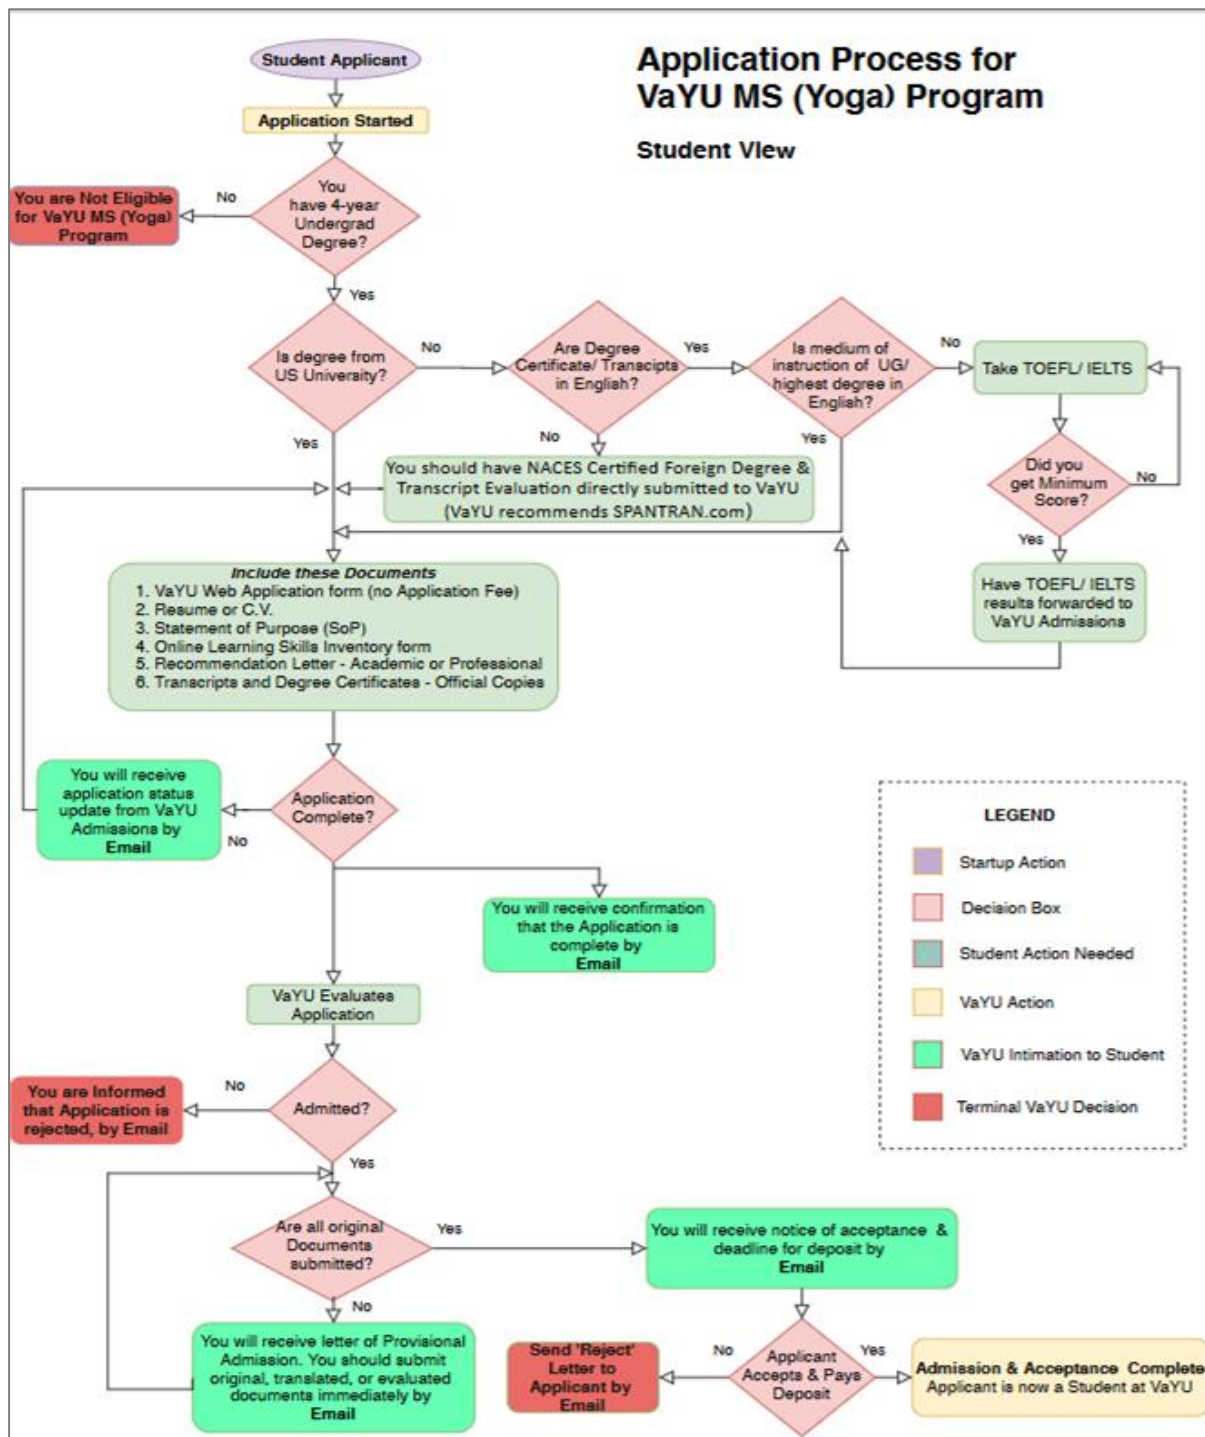 Application Process for
VaYU MS (Yoga) Program
Student View
Student Applicant
Application Started
You
have 4-year
Undergrad
Degree?
No
You are Not Eligible
for VaYU MS (Yoga)
Program
Yes
Is degree from
US University?
No
Are Degree
Certificate/ Transcipts
in English?
Yes
Is medium of
instruction of UG/
highest degree in
English?
No
Take TOEFL/ IELTS
Yes
No
Yes
Did you
get Minimum
Score?
No
You should have NACES Certified Foreign Degree &
Transcript Evaluation directly submitted to VaYU
(VaYU recommends SPANTRAN.com)
Yes
Have TOEFL/ IELTS
results forwarded to
VaYU Admissions
Include these Documents
1. VaYU Web Application form (no Application Fee)
2. Resume or C.V.
3. Statement of Purpose (SoP)
4. Online Learning Skills Inventory form
5. Recommendation Letter - Academic or Professional
6. Transcripts and Degree Certificates - Official Copies
Application
Complete?
No
You will receive
application status
update from VaYU
Admissions by
Email
You will receive confirmation
that the Application is
complete by
Email
LEGEND
Startup Action
Decision Box
Student Action Needed
VaYU Action
VaYU Intimation to Student
Terminal VaYU Decision
VaYU Evaluates
Application
Admitted?
No
You are Informed
that Application is
rejected, by Email
Yes
Are all original
Documents
submitted?
Yes
You will receive notice of acceptance &
deadline for deposit by
Email
No
You will receive letter of Provisional
Admission. You should submit
original, translated, or evaluated
documents immediately by
Email
Applicant
Accepts & Pays
Deposit
No
Send 'Reject'
Letter to
Applicant by
Email
Yes
Admission & Acceptance Complete
Applicant is now a Student at VaYU